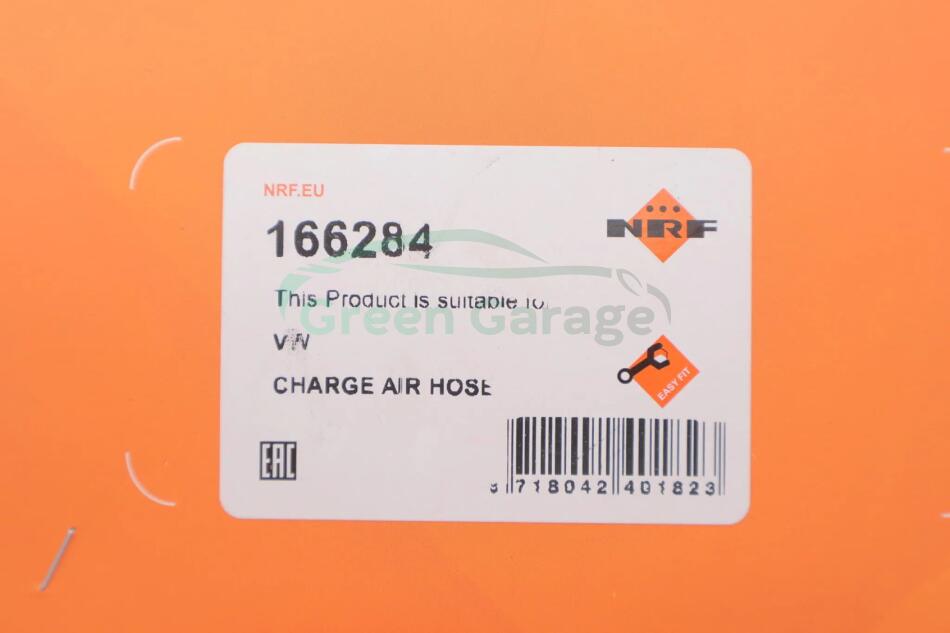 NRF.EU
NRF
166284
This Product is suitable for
VW
Green Garage
CHARGE AIR HOSE
EASY FIT
EAC
8 718042 401823